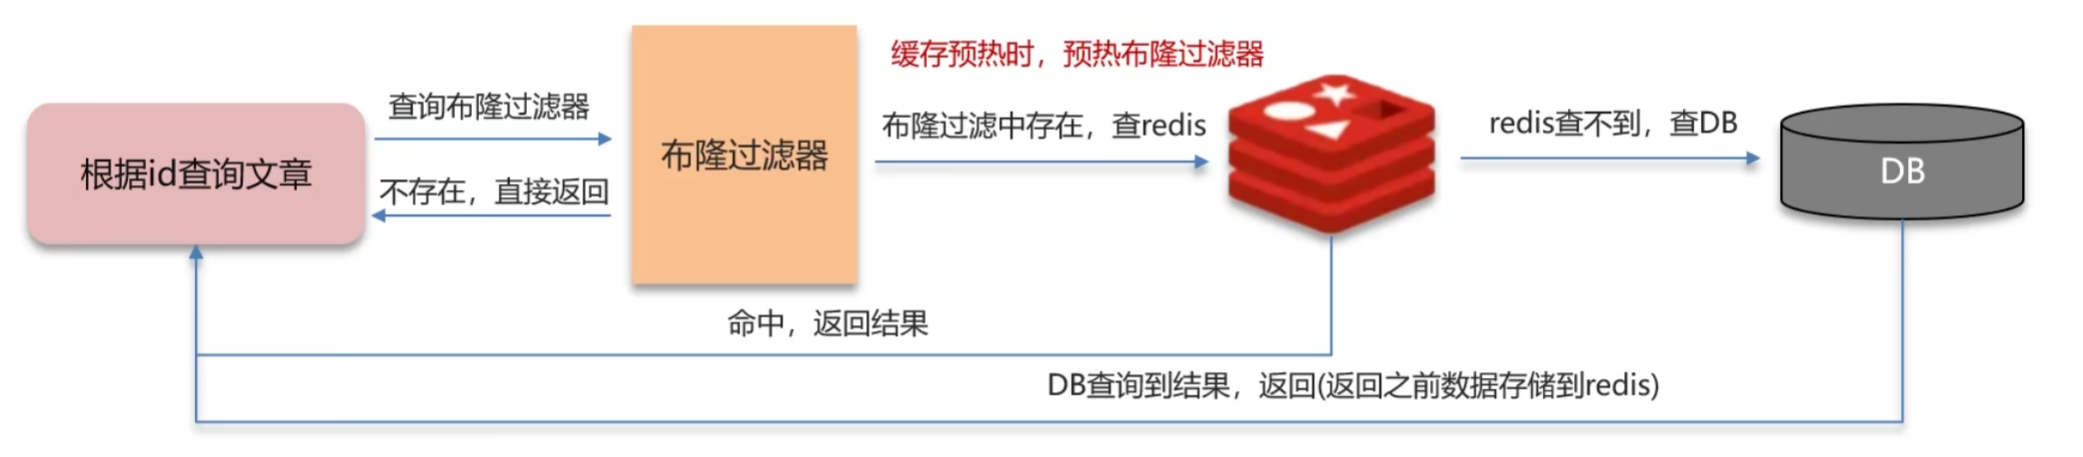 缓存预热时，预热布隆过滤器
查询布隆过滤器
布隆过滤中存在，查redis
redis查不到，查DB
根据id查询文章
布隆过滤器
DB
不存在，直接返回
命中，返回结果
DB查询到结果，返回(返回之前数据存储到redis)